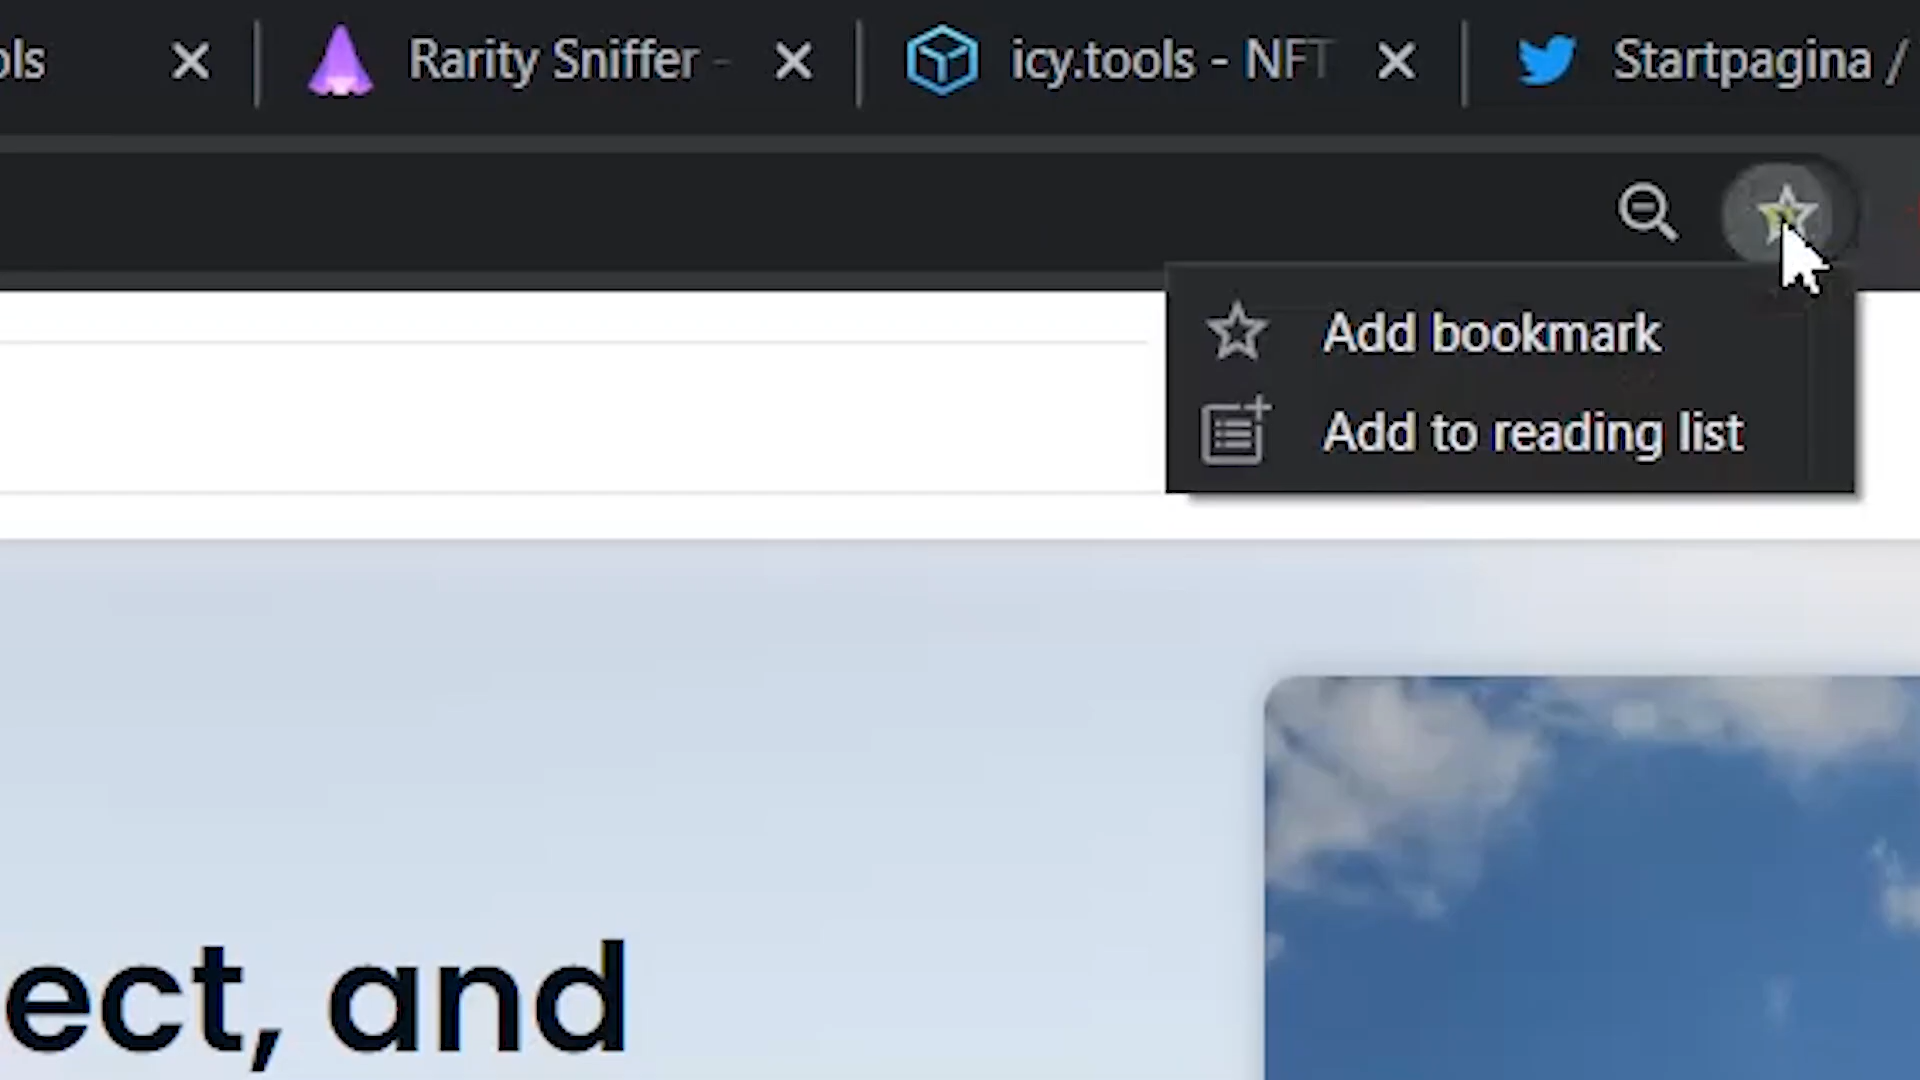 ols
Rarity Sniffer -
icy.tools - NFT
Startpagina /
Add bookmark
Add to reading list
ect, and